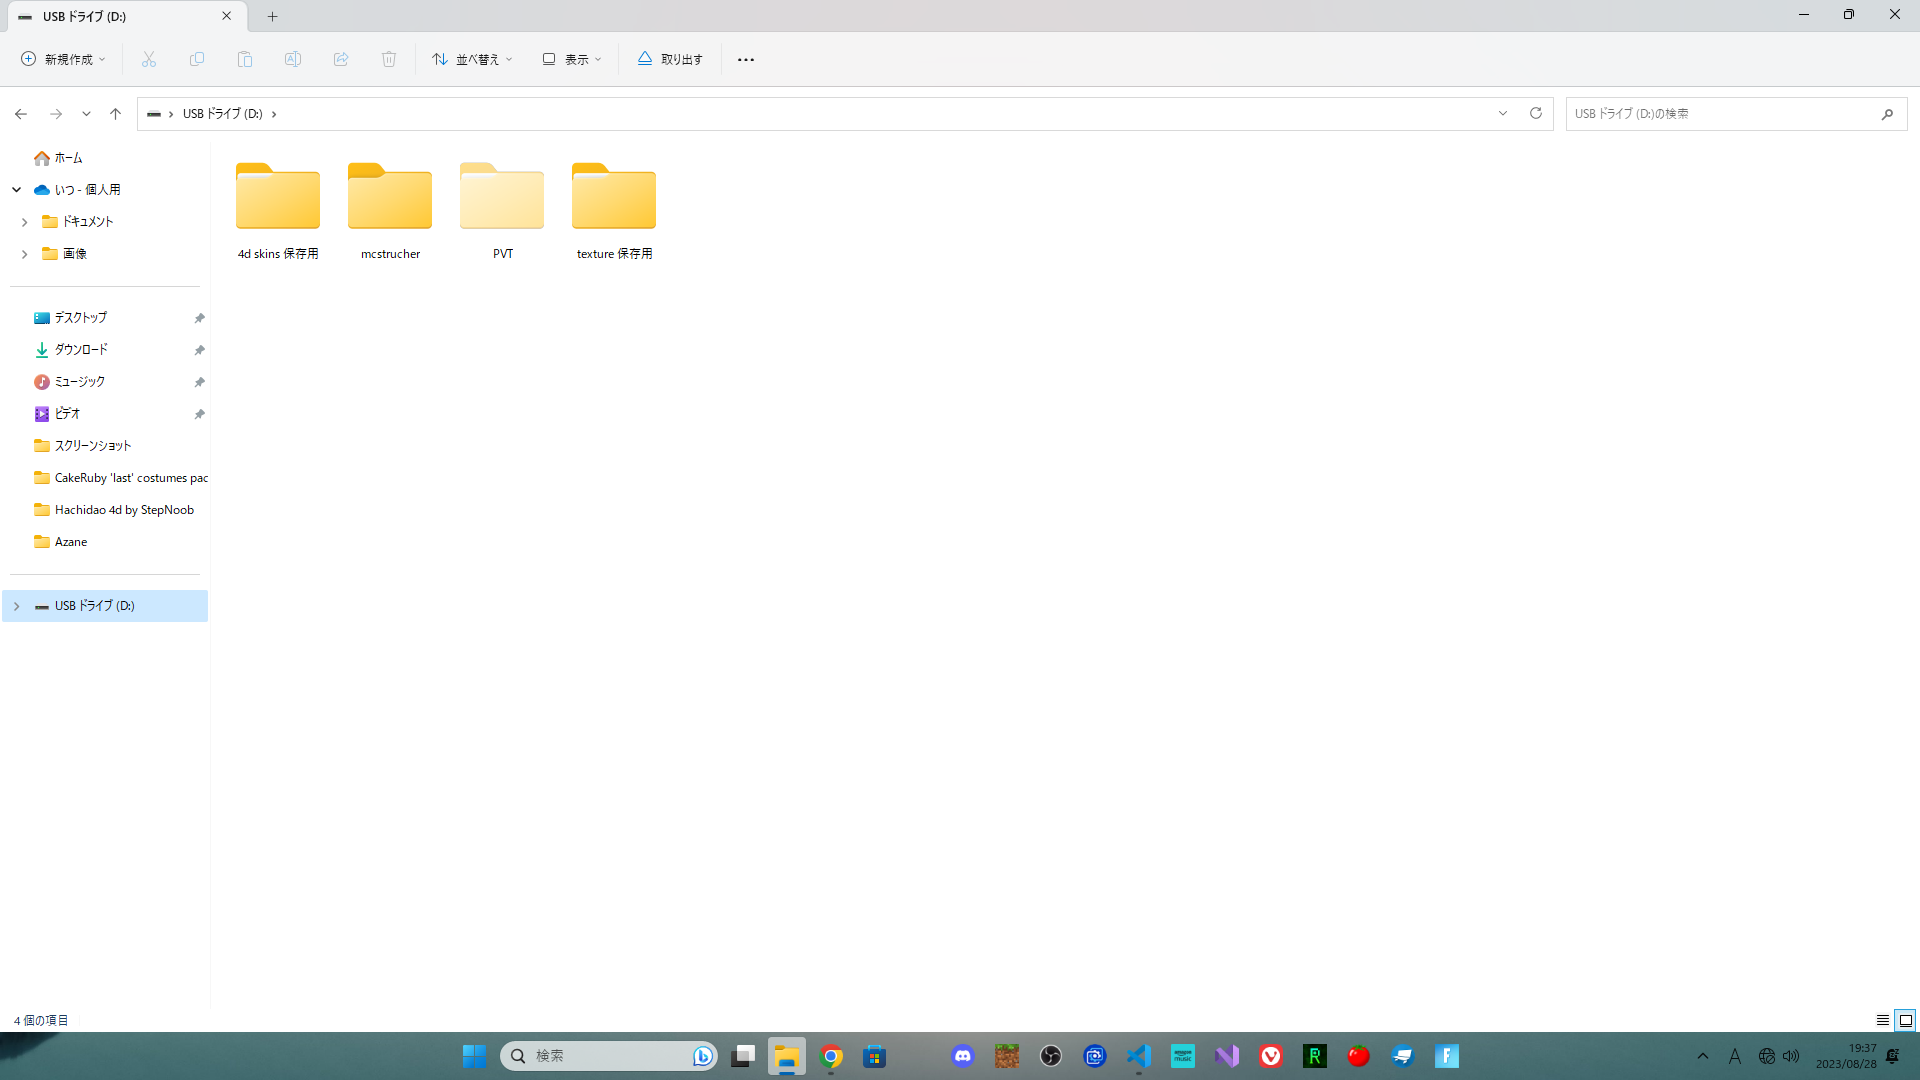 USB ドライブ (D:)
新規作成
並べ替え
表示
取り出す
USB ドライブ (D:)
USB ドライブ (D:)の検索
ホーム
いつ - 個人用
ドキュメント
画像
デスクトップ
ダウンロード
ミュージック
ビデオ
スクリーンショット
CakeRuby 'last' costumes pac
Hachidao 4d by StepNoob
Azane
USB ドライブ (D:)
4d skins 保存用
mcstrucher
PVT
texture 保存用
4 個の項目
検索
amazon music
R
F
A
19:37
2023/08/28